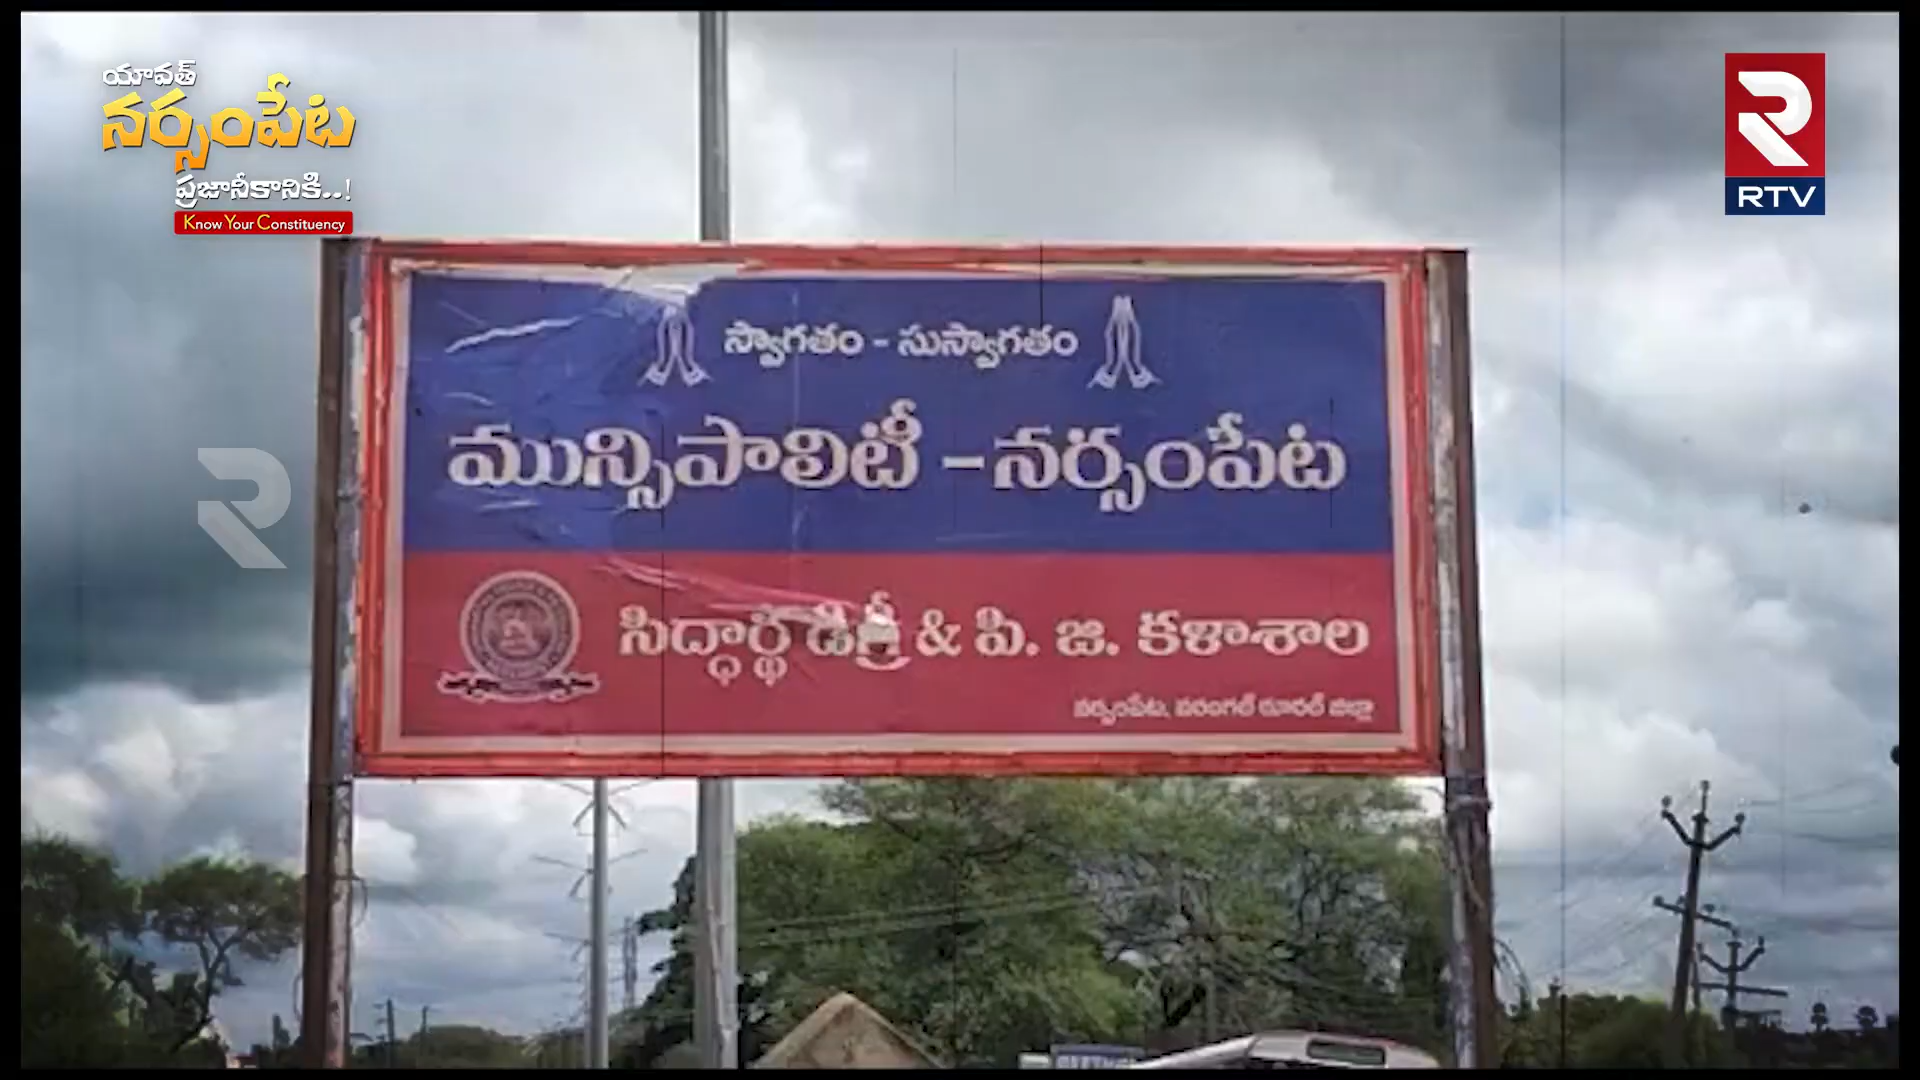 యావత్
నర్సంపేట
ప్రజానీకానికి..!
Know Your Constituency
RTV
స్వాగతం - సుస్వాగతం
మున్సిపాలిటీ - నర్సంపేట
సిద్ధార్థ డిగ్రీ & పి. జి. కళాశాల
నర్సంపేట, వరంగల్ రూరల్ జిల్లా